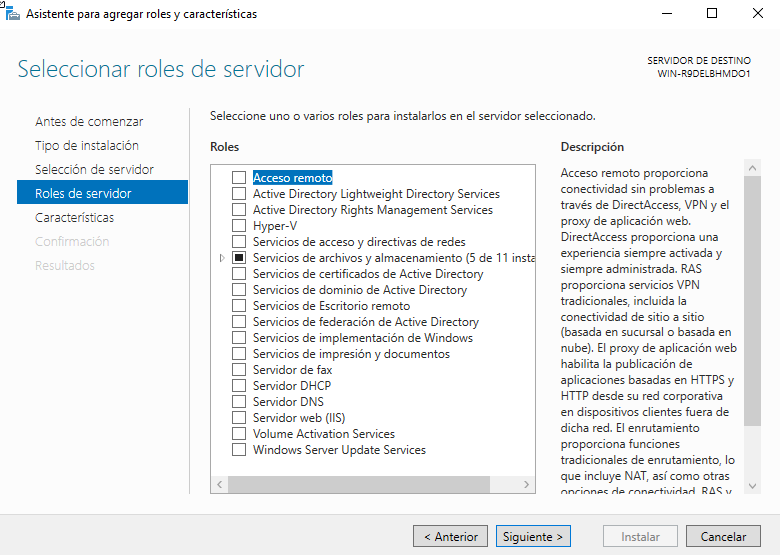 Asistente para agregar roles y características
Seleccionar roles de servidor
SERVIDOR DE DESTINO
WIN-R9DELBHMDO1
Antes de comenzar
Tipo de instalación
Selección de servidor
Roles de servidor
Características
Confirmación
Resultados
Seleccione uno o varios roles para instalarlos en el servidor seleccionado.
Roles
Acceso remoto
Active Directory Lightweight Directory Services
Active Directory Rights Management Services
Hyper-V
Servicios de acceso y directivas de redes
Servicios de archivos y almacenamiento (5 de 11 insta
Servicios de certificados de Active Directory
Servicios de dominio de Active Directory
Servicios de Escritorio remoto
Servicios de federación de Active Directory
Servicios de implementación de Windows
Servicios de impresión y documentos
Servidor de fax
Servidor DHCP
Servidor DNS
Servidor web (IIS)
Volume Activation Services
Windows Server Update Services
Descripción
Acceso remoto proporciona
conectividad sin problemas a
través de DirectAccess, VPN y el
proxy de aplicación web.
DirectAccess proporciona una
experiencia siempre activada y
siempre administrada. RAS
proporciona servicios VPN
tradicionales, incluida la
conectividad de sitio a sitio
(basada en sucursal o basada en
nube). El proxy de aplicación web
habilita la publicación de
aplicaciones basadas en HTTPS y
HTTP desde su red corporativa
en dispositivos clientes fuera de
dicha red. El enrutamiento
proporciona funciones
tradicionales de enrutamiento, lo
que incluye NAT, así como otras
opciones de conectividad. RAS y
< Anterior
Siguiente >
Instalar
Cancelar